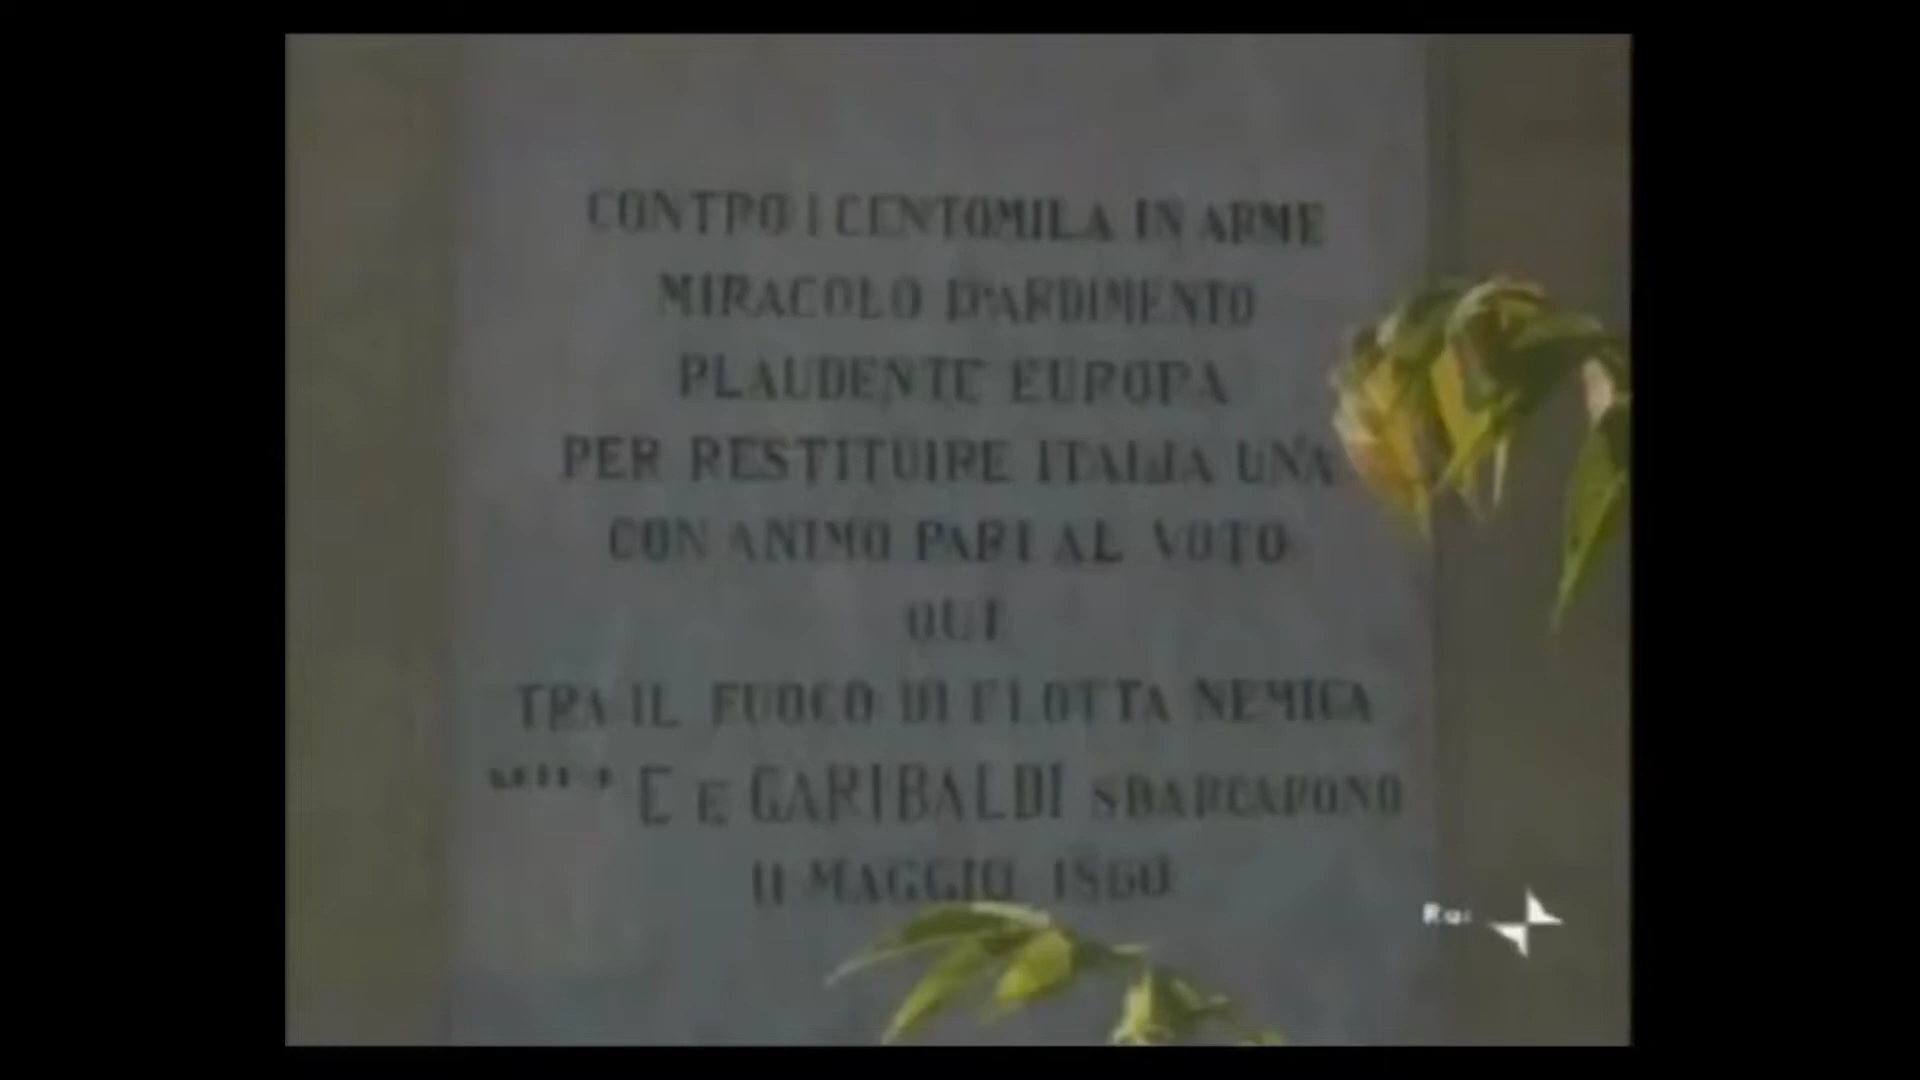 CONTRO I CENTOMILA IN ARME
MIRACOLO D'ARDIMENTO
PLAUDENTE EUROPA
PER RESTITUIRE ITALIA UNA
CON ANIMO PARI AL VOTO
QUI
TRA IL FUOCO DI FLOTTA NEMICA
E GARIBALDI SBARCARONO
11 MAGGIO 1860
Rai